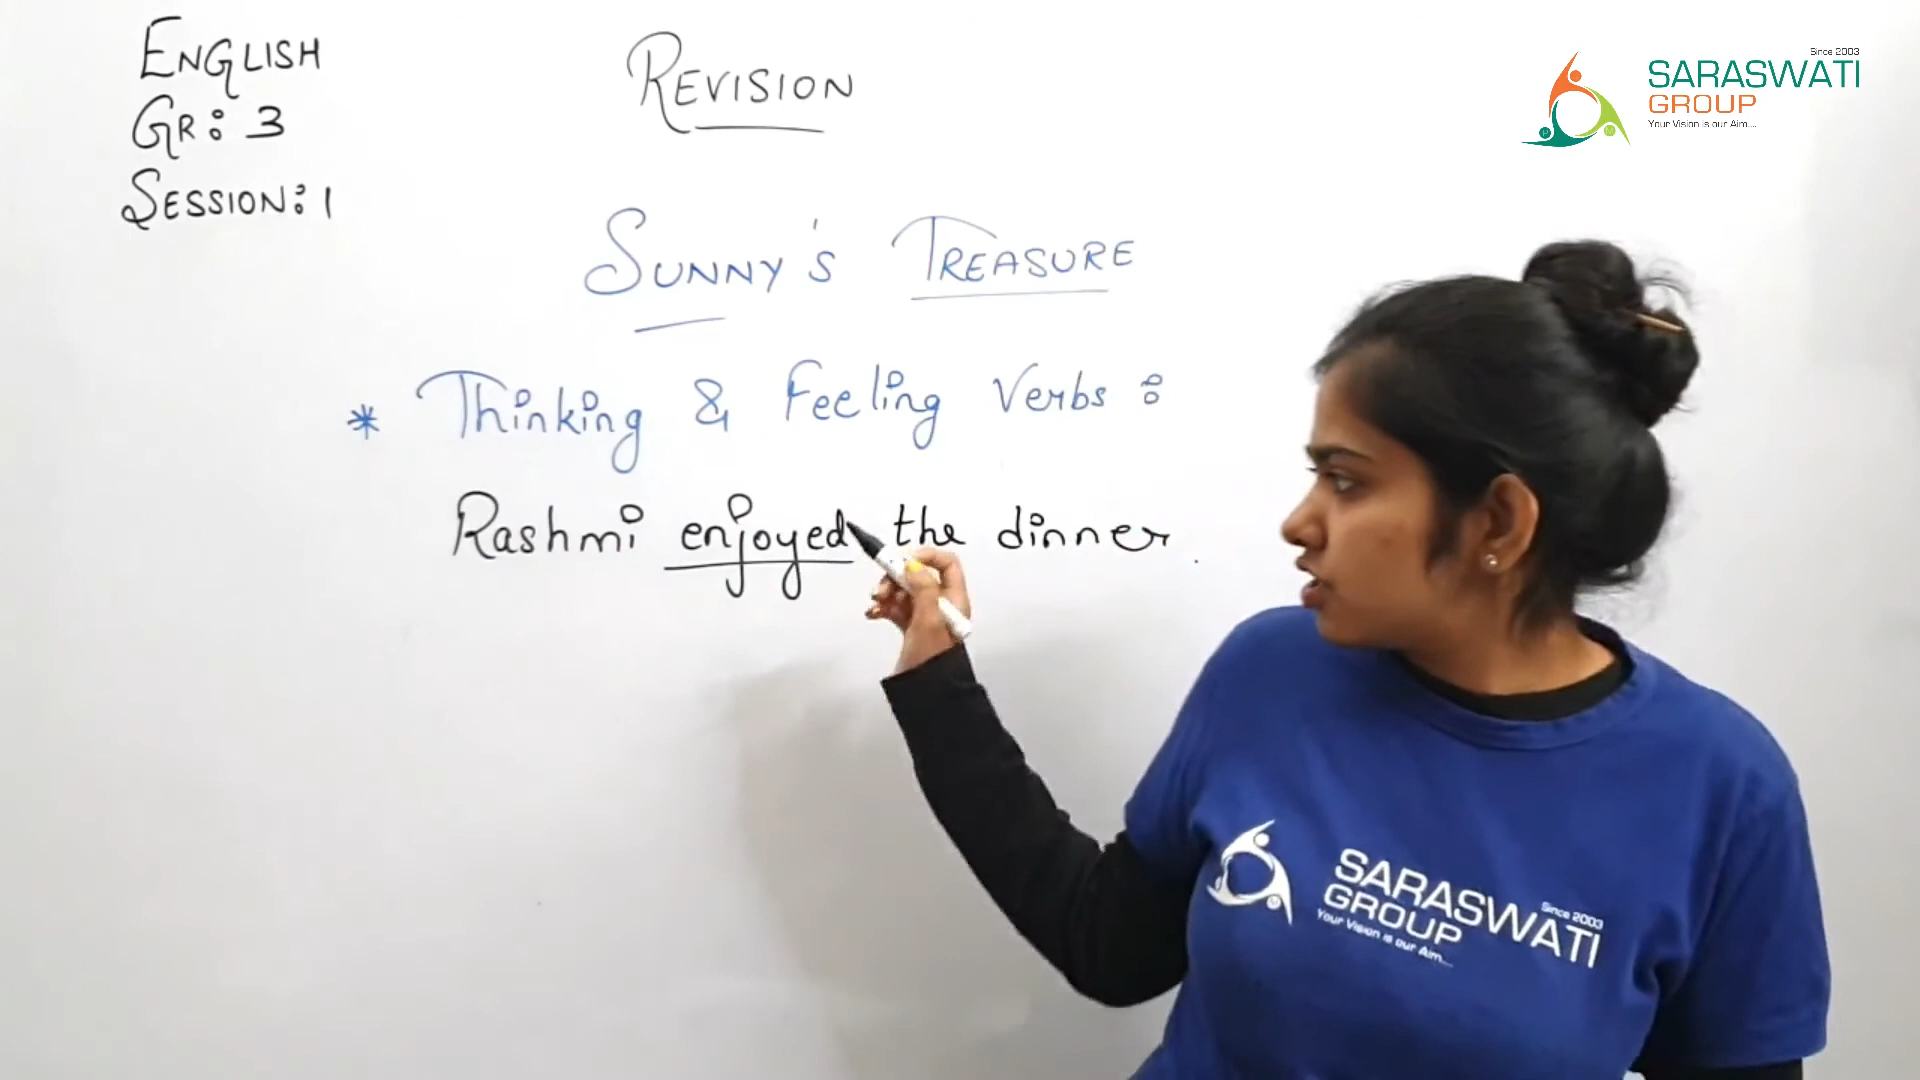 ENGLISH
GR: 3
SESSION: 1
REVISION
SUNNY'S TREASURE
* Thinking & Feeling Verbs :
Rashmi enjoyed the dinner.
Since 2003
SARASWATI
GROUP
Your Vision is our Aim....
Since 2003
SARASWATI
GROUP
Your Vision is our Aim....